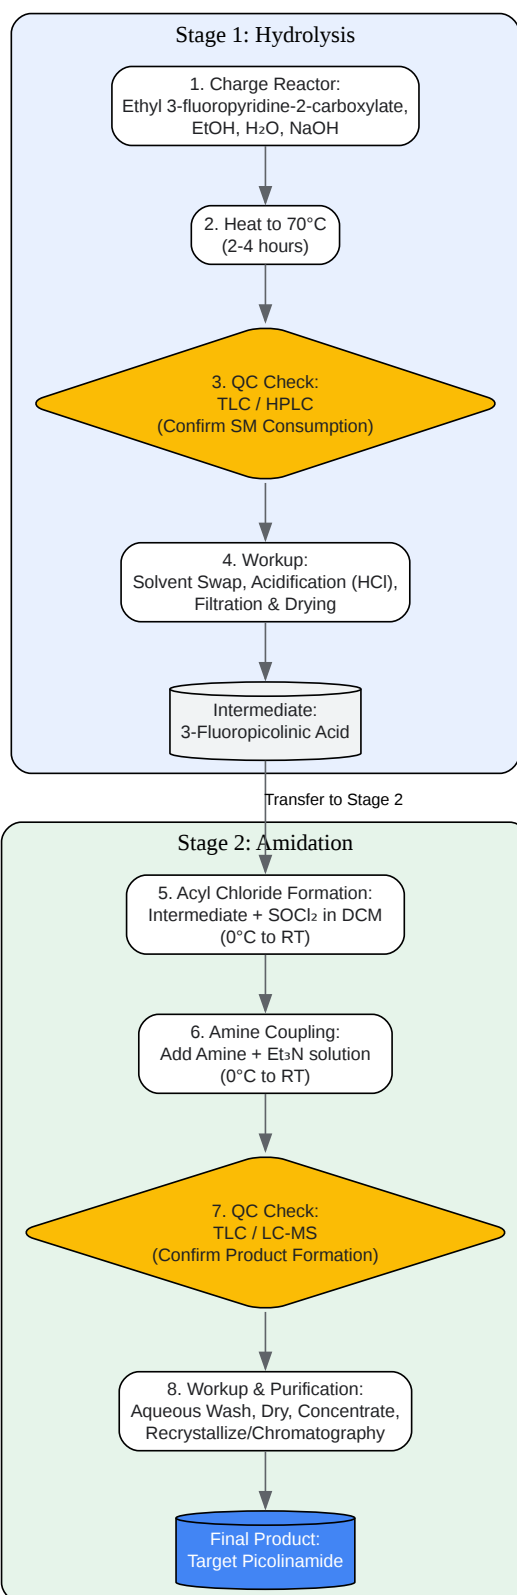 Stage 1: Hydrolysis
1. Charge Reactor:
Ethyl 3-fluoropyridine-2-carboxylate,
EtOH, H₂O, NaOH
2. Heat to 70°C
(2-4 hours)
3. QC Check:
TLC / HPLC
(Confirm SM Consumption)
4. Workup:
Solvent Swap, Acidification (HCl),
Filtration & Drying
Intermediate:
3-Fluoropicolinic Acid
Transfer to Stage 2
Stage 2: Amidation
5. Acyl Chloride Formation:
Intermediate + SOCl₂ in DCM
(0°C to RT)
6. Amine Coupling:
Add Amine + Et₃N solution
(0°C to RT)
7. QC Check:
TLC / LC-MS
(Confirm Product Formation)
8. Workup & Purification:
Aqueous Wash, Dry, Concentrate,
Recrystallize/Chromatography
Final Product:
Target Picolinamide